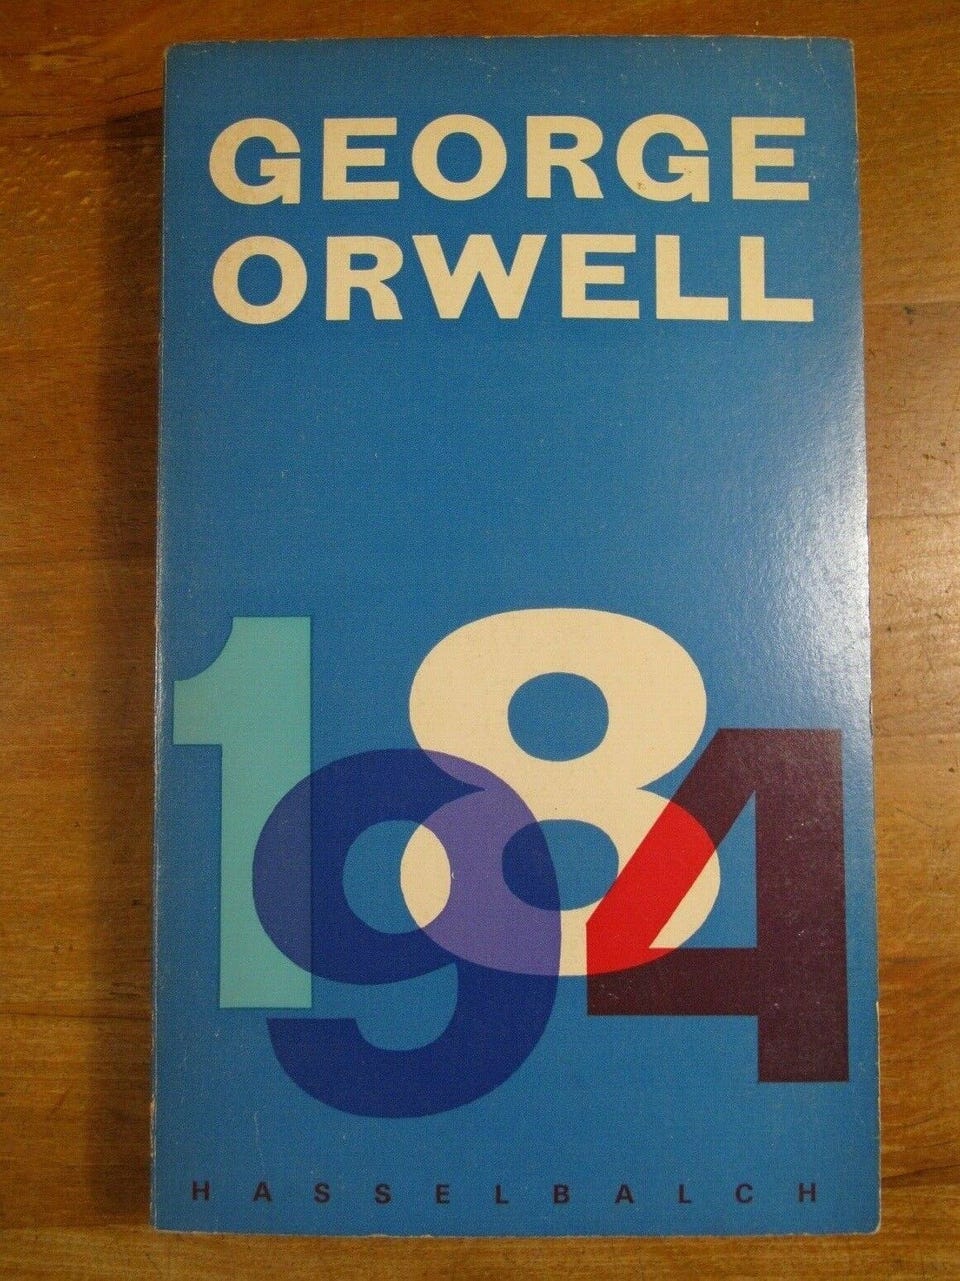 GEORGE
ORWELL
1984
HASSELBALCH